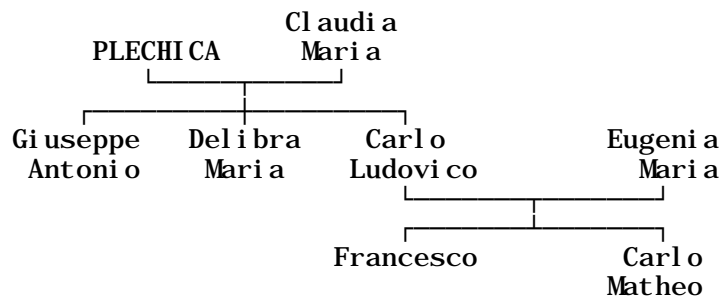 Claudia
PLECHICA Maria
Giuseppe Delibra Carlo Eugenia
Antonio Maria Ludovico Maria
Francesco Carlo
Matheo